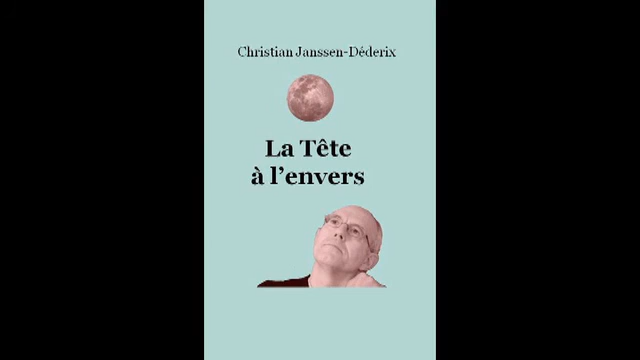 Christian Janssen-Déderix
La Tête
à l’envers